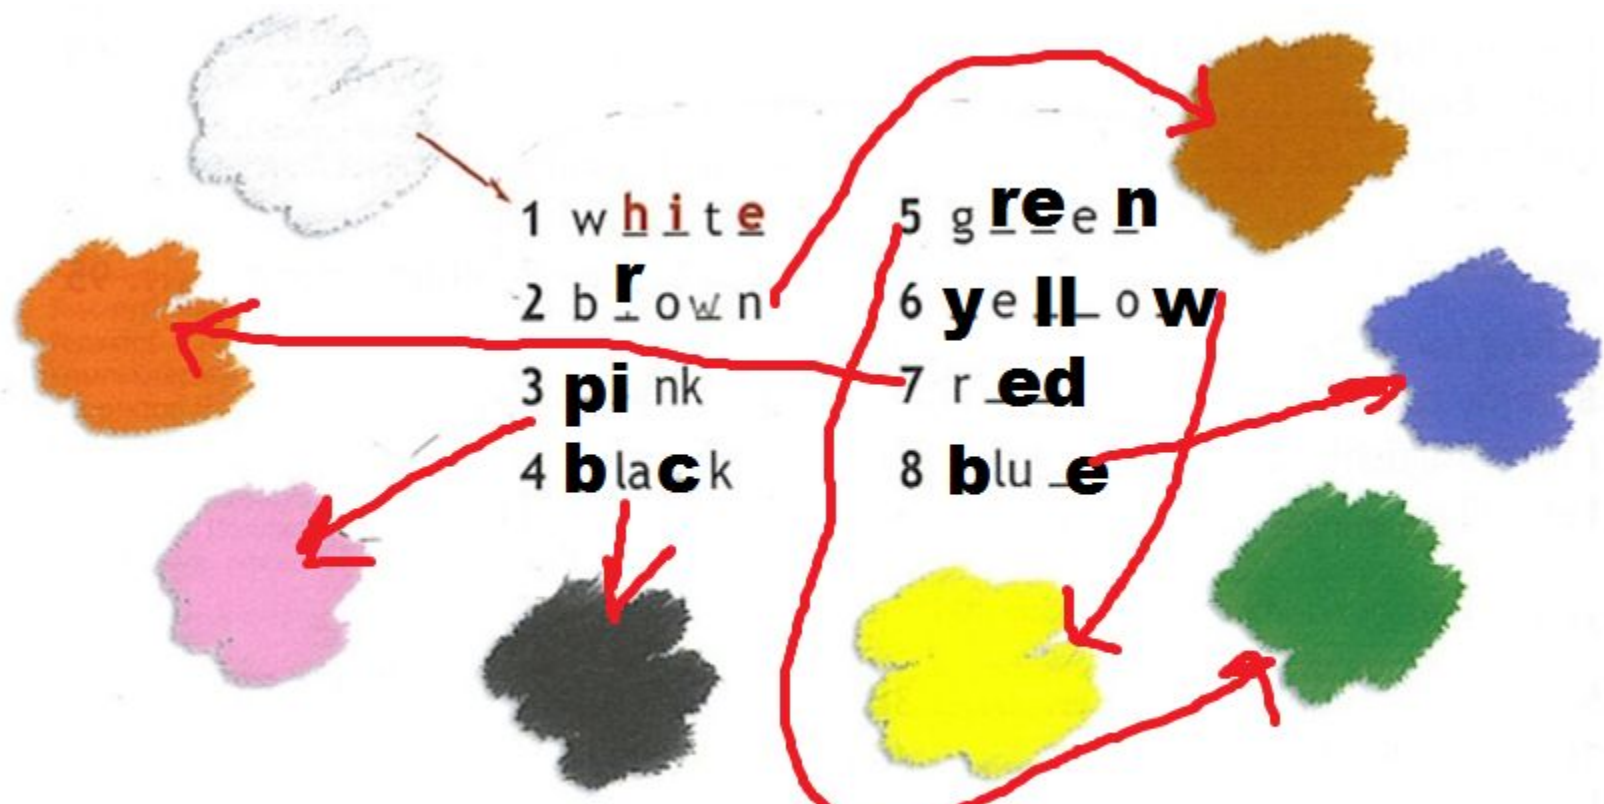 1 white
2 brown
3 pink
4 black
5 green
6 yellow
7 red
8 blue